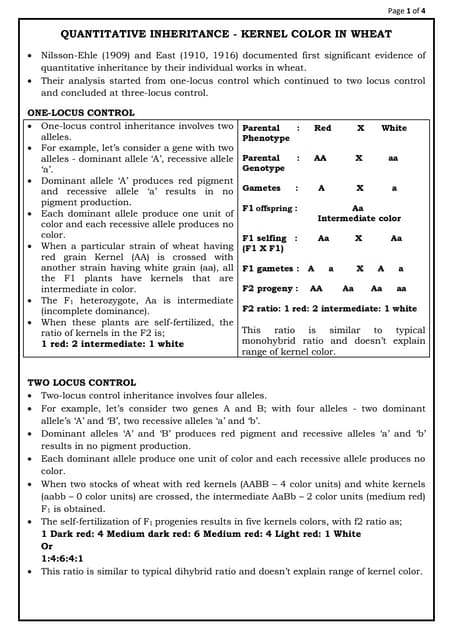 Page 1 of 4
QUANTITATIVE INHERITANCE - KERNEL COLOR IN WHEAT
• Nilsson-Ehle (1909) and East (1910, 1916) documented first significant evidence of
quantitative inheritance by their individual works in wheat.
• Their analysis started from one-locus control which continued to two locus control
and concluded at three-locus control.
ONE-LOCUS CONTROL
• One-locus control inheritance involves two
alleles.
• For example, let's consider a gene with two
alleles - dominant allele 'A', recessive allele
'a'.
• Dominant allele 'A' produces red pigment
and recessive allele 'a' results in no
pigment production.
• Each dominant allele produce one unit of
color and each recessive allele produces no
color.
• When a particular strain of wheat having
red grain Kernel (AA) is crossed with
another strain having white grain (aa), all
the F1 plants have kernels that are
intermediate in color.
• The F₁ heterozygote, Aa is intermediate
(incomplete dominance).
• When these plants are self-fertilized, the
ratio of kernels in the F2 is;
1 red: 2 intermediate: 1 white
Parental : Red X White
Phenotype
Parental : AA X aa
Genotype
Gametes : A X a
F1 offspring : Aa
Intermediate color
F1 selfing : Aa X Aa
(F1 X F1)
F1 gametes : A a X A a
F2 progeny : AA Aa Aa aa
F2 ratio: 1 red: 2 intermediate: 1 white
This ratio is similar to typical
monohybrid ratio and doesn't explain
range of kernel color.
TWO LOCUS CONTROL
• Two-locus control inheritance involves four alleles.
• For example, let's consider two genes A and B; with four alleles - two dominant
allele's 'A' and 'B', two recessive alleles 'a' and 'b'.
• Dominant alleles 'A' and 'B' produces red pigment and recessive alleles 'a' and 'b'
results in no pigment production.
• Each dominant allele produce one unit of color and each recessive allele produces no
color.
• When two stocks of wheat with red kernels (AABB – 4 color units) and white kernels
(aabb – 0 color units) are crossed, the intermediate AaBb – 2 color units (medium red)
F₁ is obtained.
• The self-fertilization of F₁ progenies results in five kernels colors, with f2 ratio as;
1 Dark red: 4 Medium dark red: 6 Medium red: 4 Light red: 1 White
Or
1:4:6:4:1
• This ratio is similar to typical dihybrid ratio and doesn't explain range of kernel color.